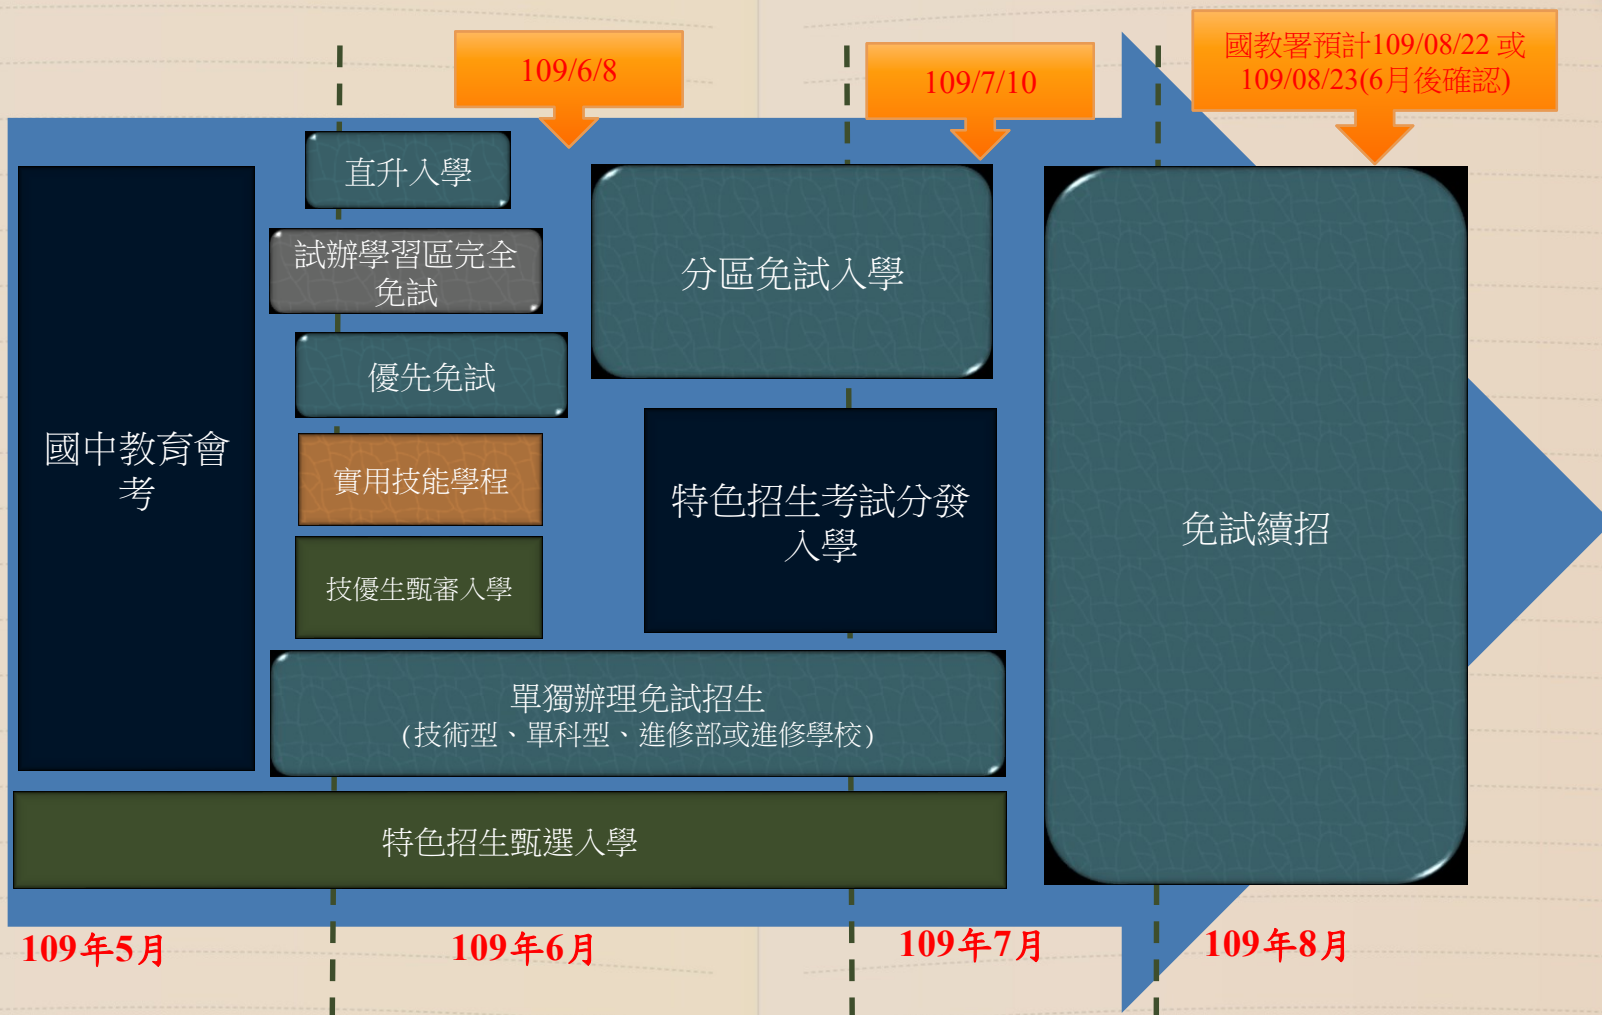 109/6/8
109/7/10
國教署預計109/08/22 或
109/08/23(6月後確認)
國中教育會
考
直升入學
試辦學習區完全
免試
優先免試
實用技能學程
技優生甄審入學
分區免試入學
特色招生考試分發
入學
單獨辦理免試招生
(技術型、單科型、進修部或進修學校)
特色招生甄選入學
免試續招
109年5月
109年6月
109年7月
109年8月